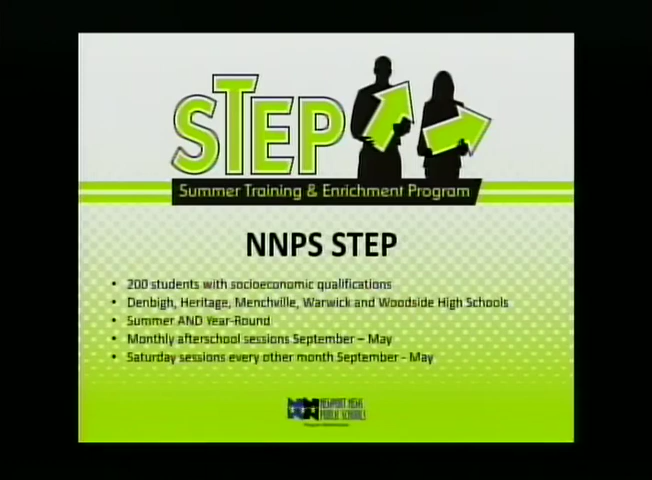 STEP
Summer Training & Enrichment Program
NNPS STEP
• 200 students with socioeconomic qualifications
• Denbigh, Heritage, Menchville, Warwick and Woodside High Schools
• Summer AND Year-Round
• Monthly afterschool sessions September – May
• Saturday sessions every other month September - May
NEWPORT NEWS
PUBLIC SCHOOLS